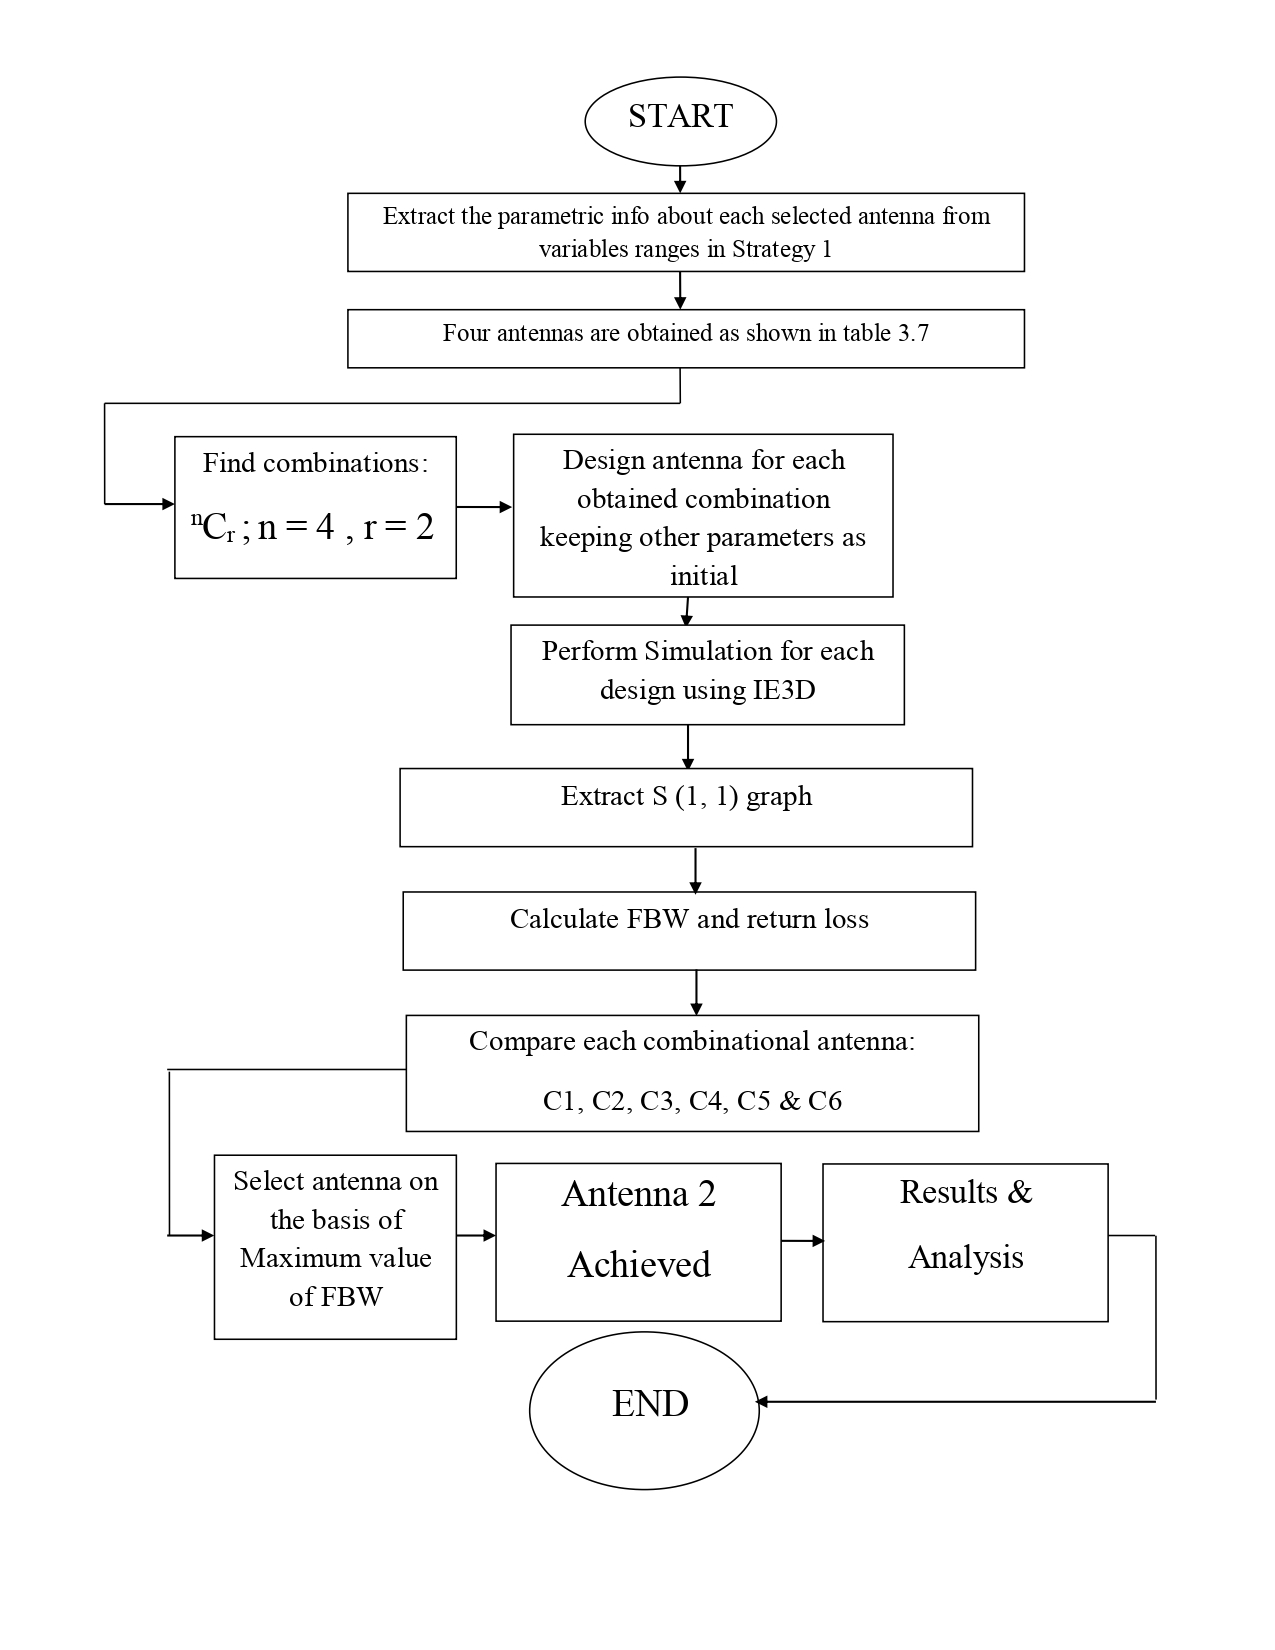 START
Extract the parametric info about each selected antenna from
variables ranges in Strategy 1
Four antennas are obtained as shown in table 3.7
Find combinations:
ⁿCᵣ ; n = 4 , r = 2
Design antenna for each
obtained combination
keeping other parameters as
initial
Perform Simulation for each
design using IE3D
Extract S (1, 1) graph
Calculate FBW and return loss
Compare each combinational antenna:
C1, C2, C3, C4, C5 & C6
Select antenna on
the basis of
Maximum value
of FBW
Antenna 2
Achieved
Results &
Analysis
END